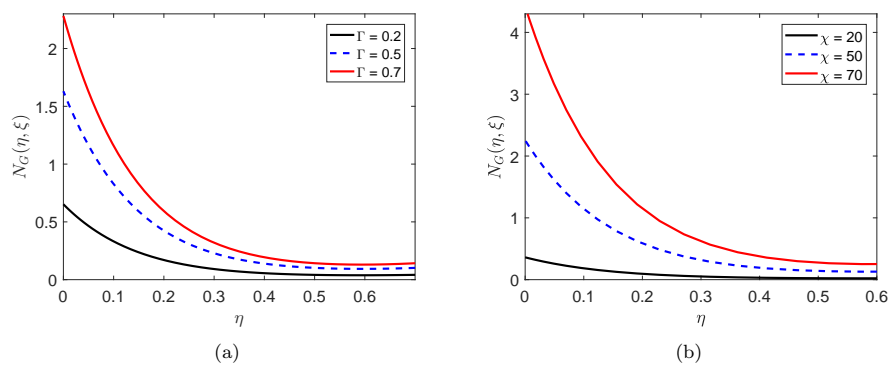 2
1.5
1
0.5
0
0 0.1 0.2 0.3 0.4 0.5 0.6
N_G(η, ξ)
η
Γ = 0.2
Γ = 0.5
Γ = 0.7
(a)
4
3
2
1
0
0 0.1 0.2 0.3 0.4 0.5 0.6
N_G(η, ξ)
η
χ = 20
χ = 50
χ = 70
(b)